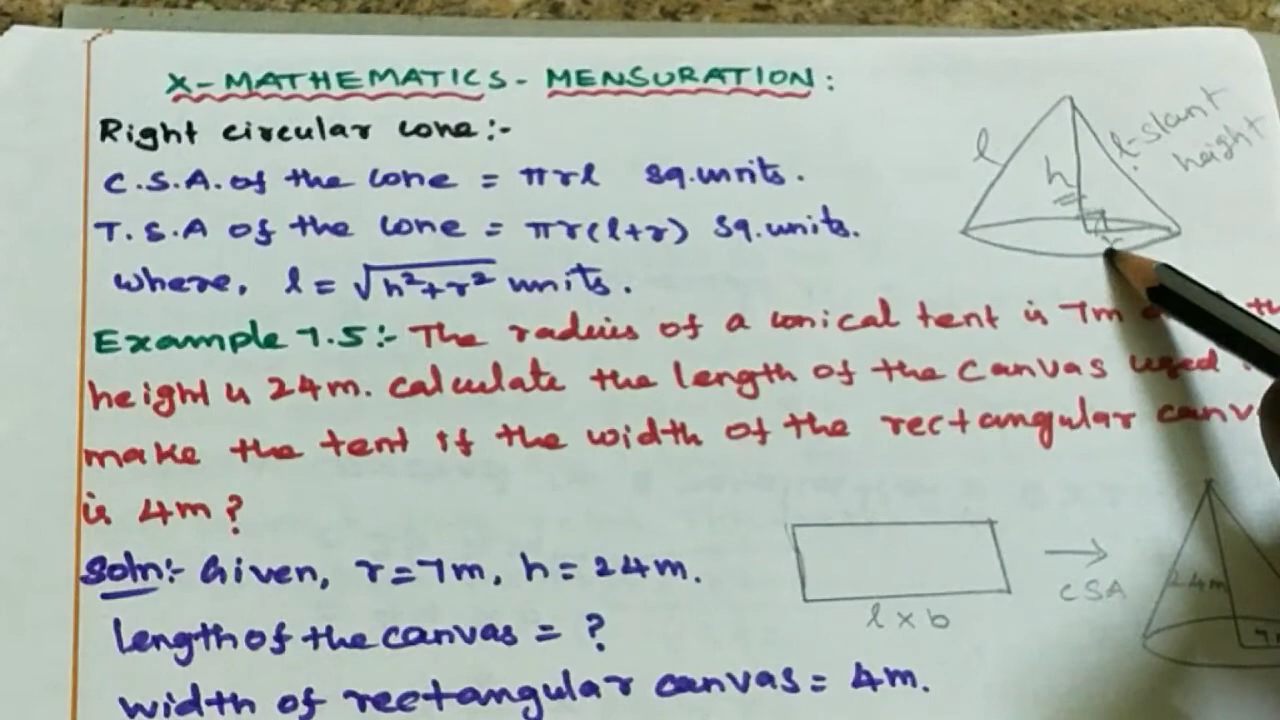 X-MATHEMATICS - MENSURATION:
Right circular cone:-
C.S.A. of the cone = πrl sq.units.
T.S.A of the cone = πr(l+r) sq.units.
where, l = √h²+r² units.
l
h
r
l-slant
height
Example 7.5:- The radius of a conical tent is 7m
height is 24m. calculate the length of the canvas used
make the tent if the width of the rectangular
is 4m?
Soln:- Given, r=7m, h=24m.
length of the canvas = ?
width of rectangular canvas = 4m.
l x b
CSA
24m
7